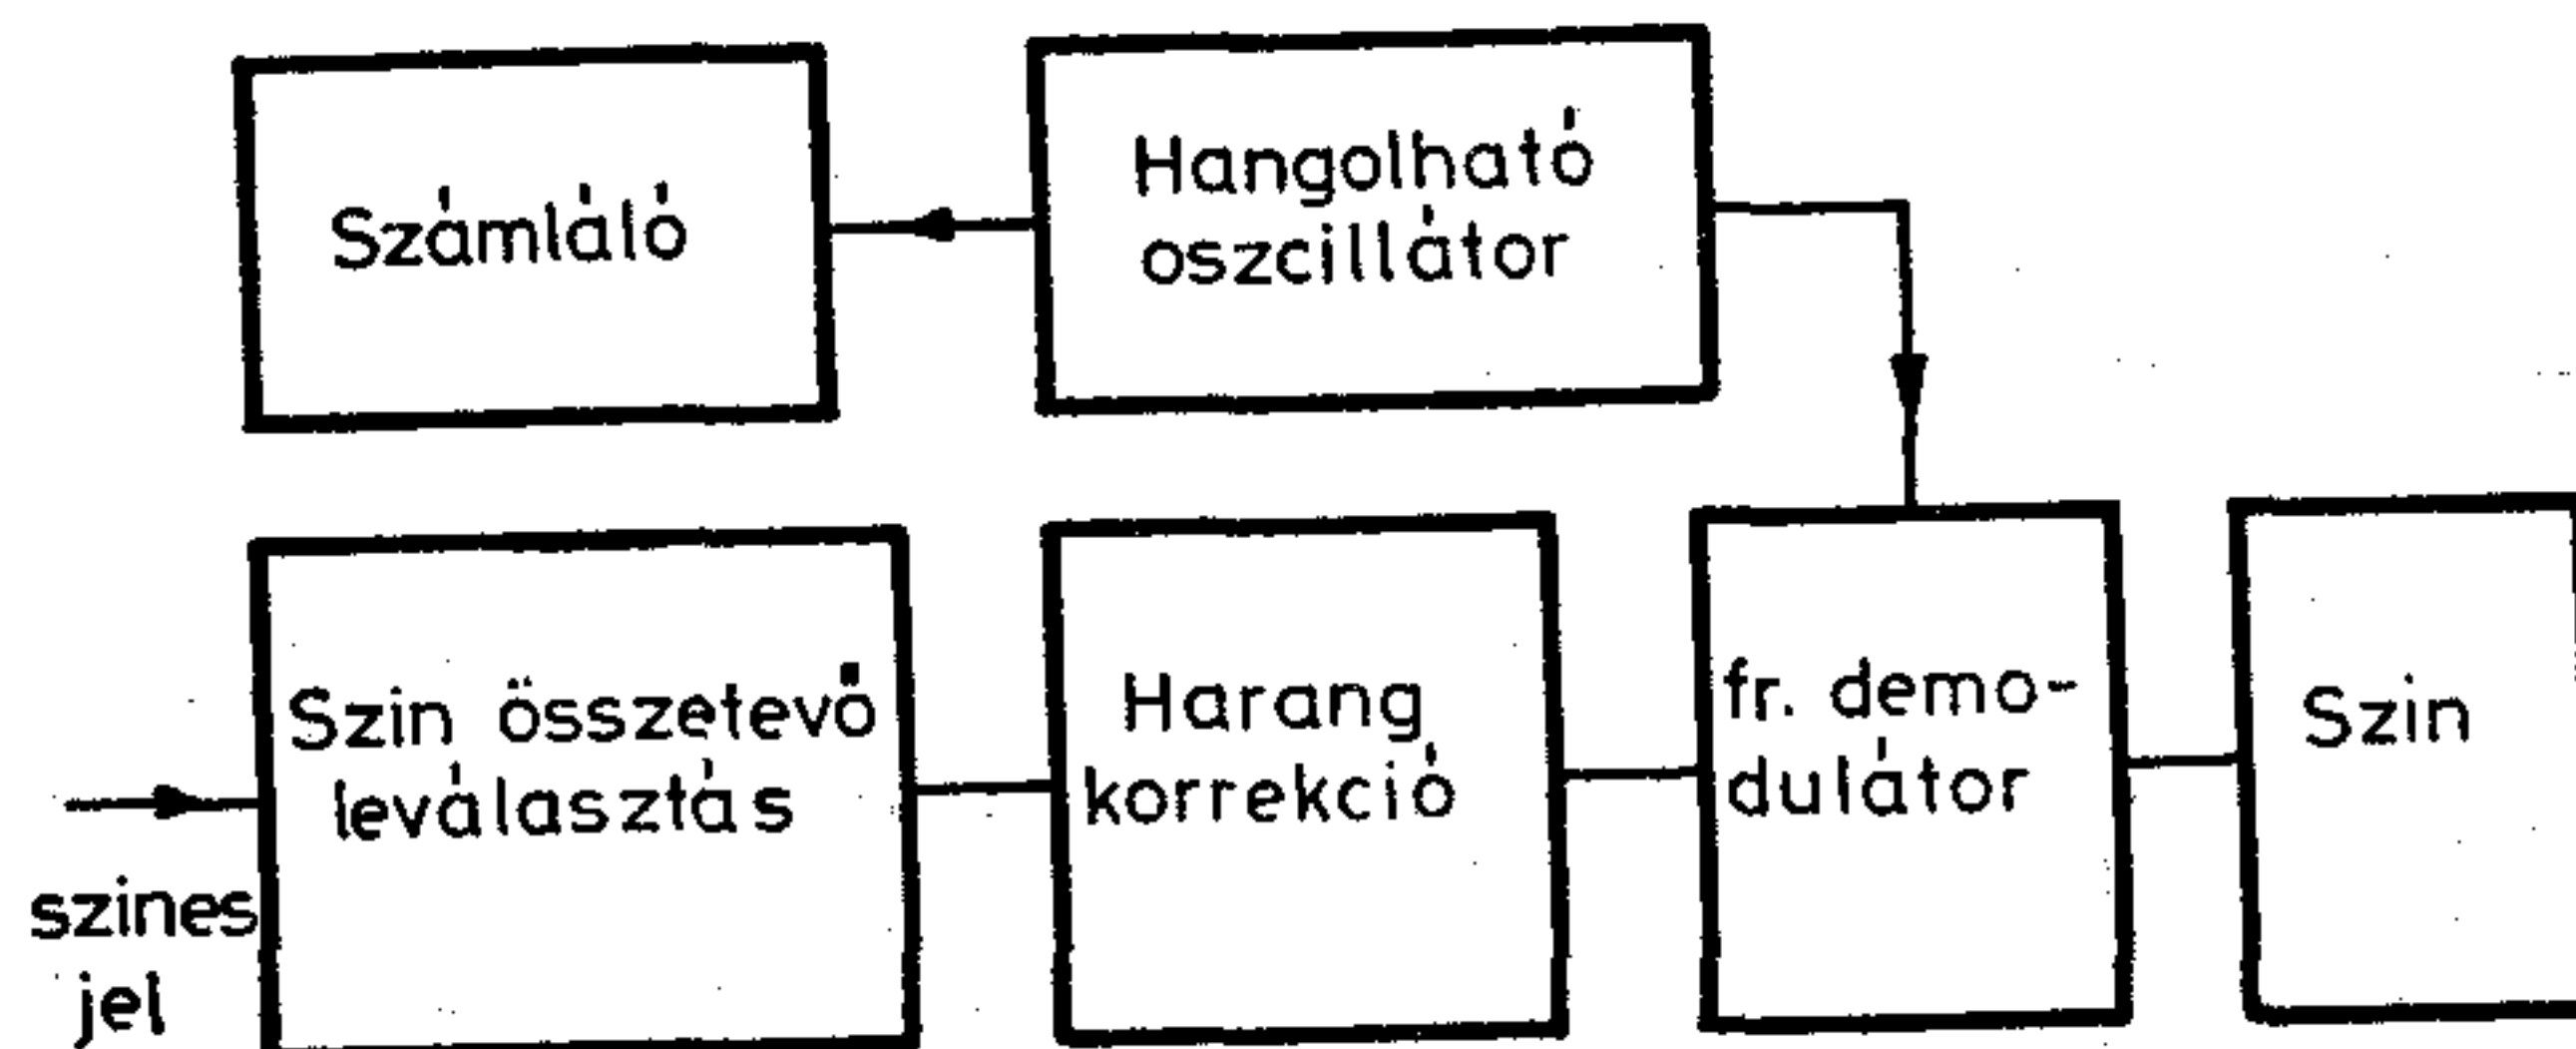 Számláló
Hangolható
oszcillátor
szines
jel
Szin összetevő
leválasztás
Harang
korrekció
fr. demo-
dulátor
Szin